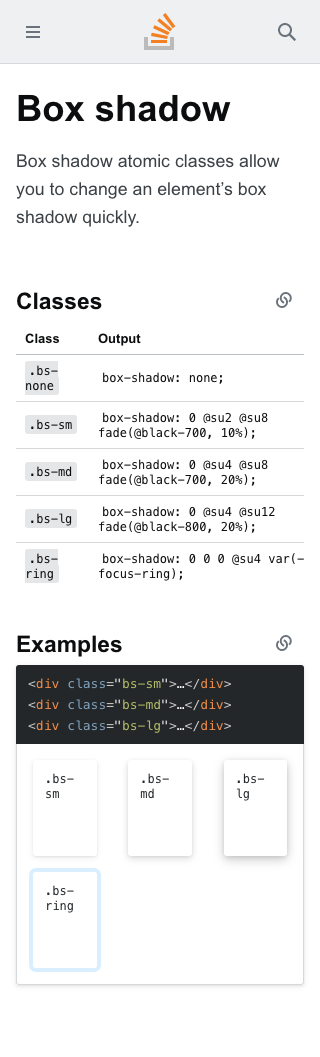 Box shadow
Box shadow atomic classes allow
you to change an element’s box
shadow quickly.
Classes
Class Output
.bs-
none
box-shadow: none;
.bs-sm
box-shadow: 0 @su2 @su8
fade(@black-700, 10%);
.bs-md
box-shadow: 0 @su4 @su8
fade(@black-700, 20%);
.bs-lg
box-shadow: 0 @su4 @su12
fade(@black-800, 20%);
.bs-
ring
box-shadow: 0 0 0 @su4 var(-
focus-ring);
Examples
<div class="bs-sm">…</div>
<div class="bs-md">…</div>
<div class="bs-lg">…</div>
.bs-
sm
.bs-
md
.bs-
lg
.bs-
ring